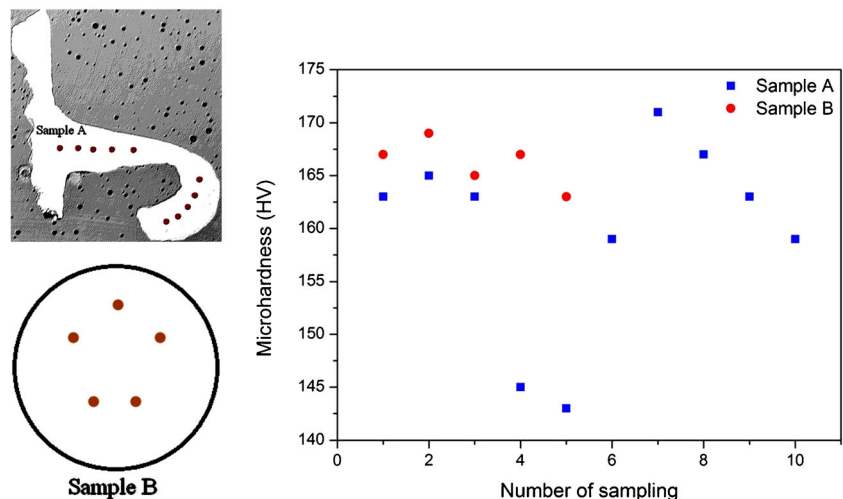 Sample A
Sample B
175
170
165
160
155
150
145
140
Microhardness (HV)
0
2
4
6
8
10
Number of sampling
Sample A
Sample B